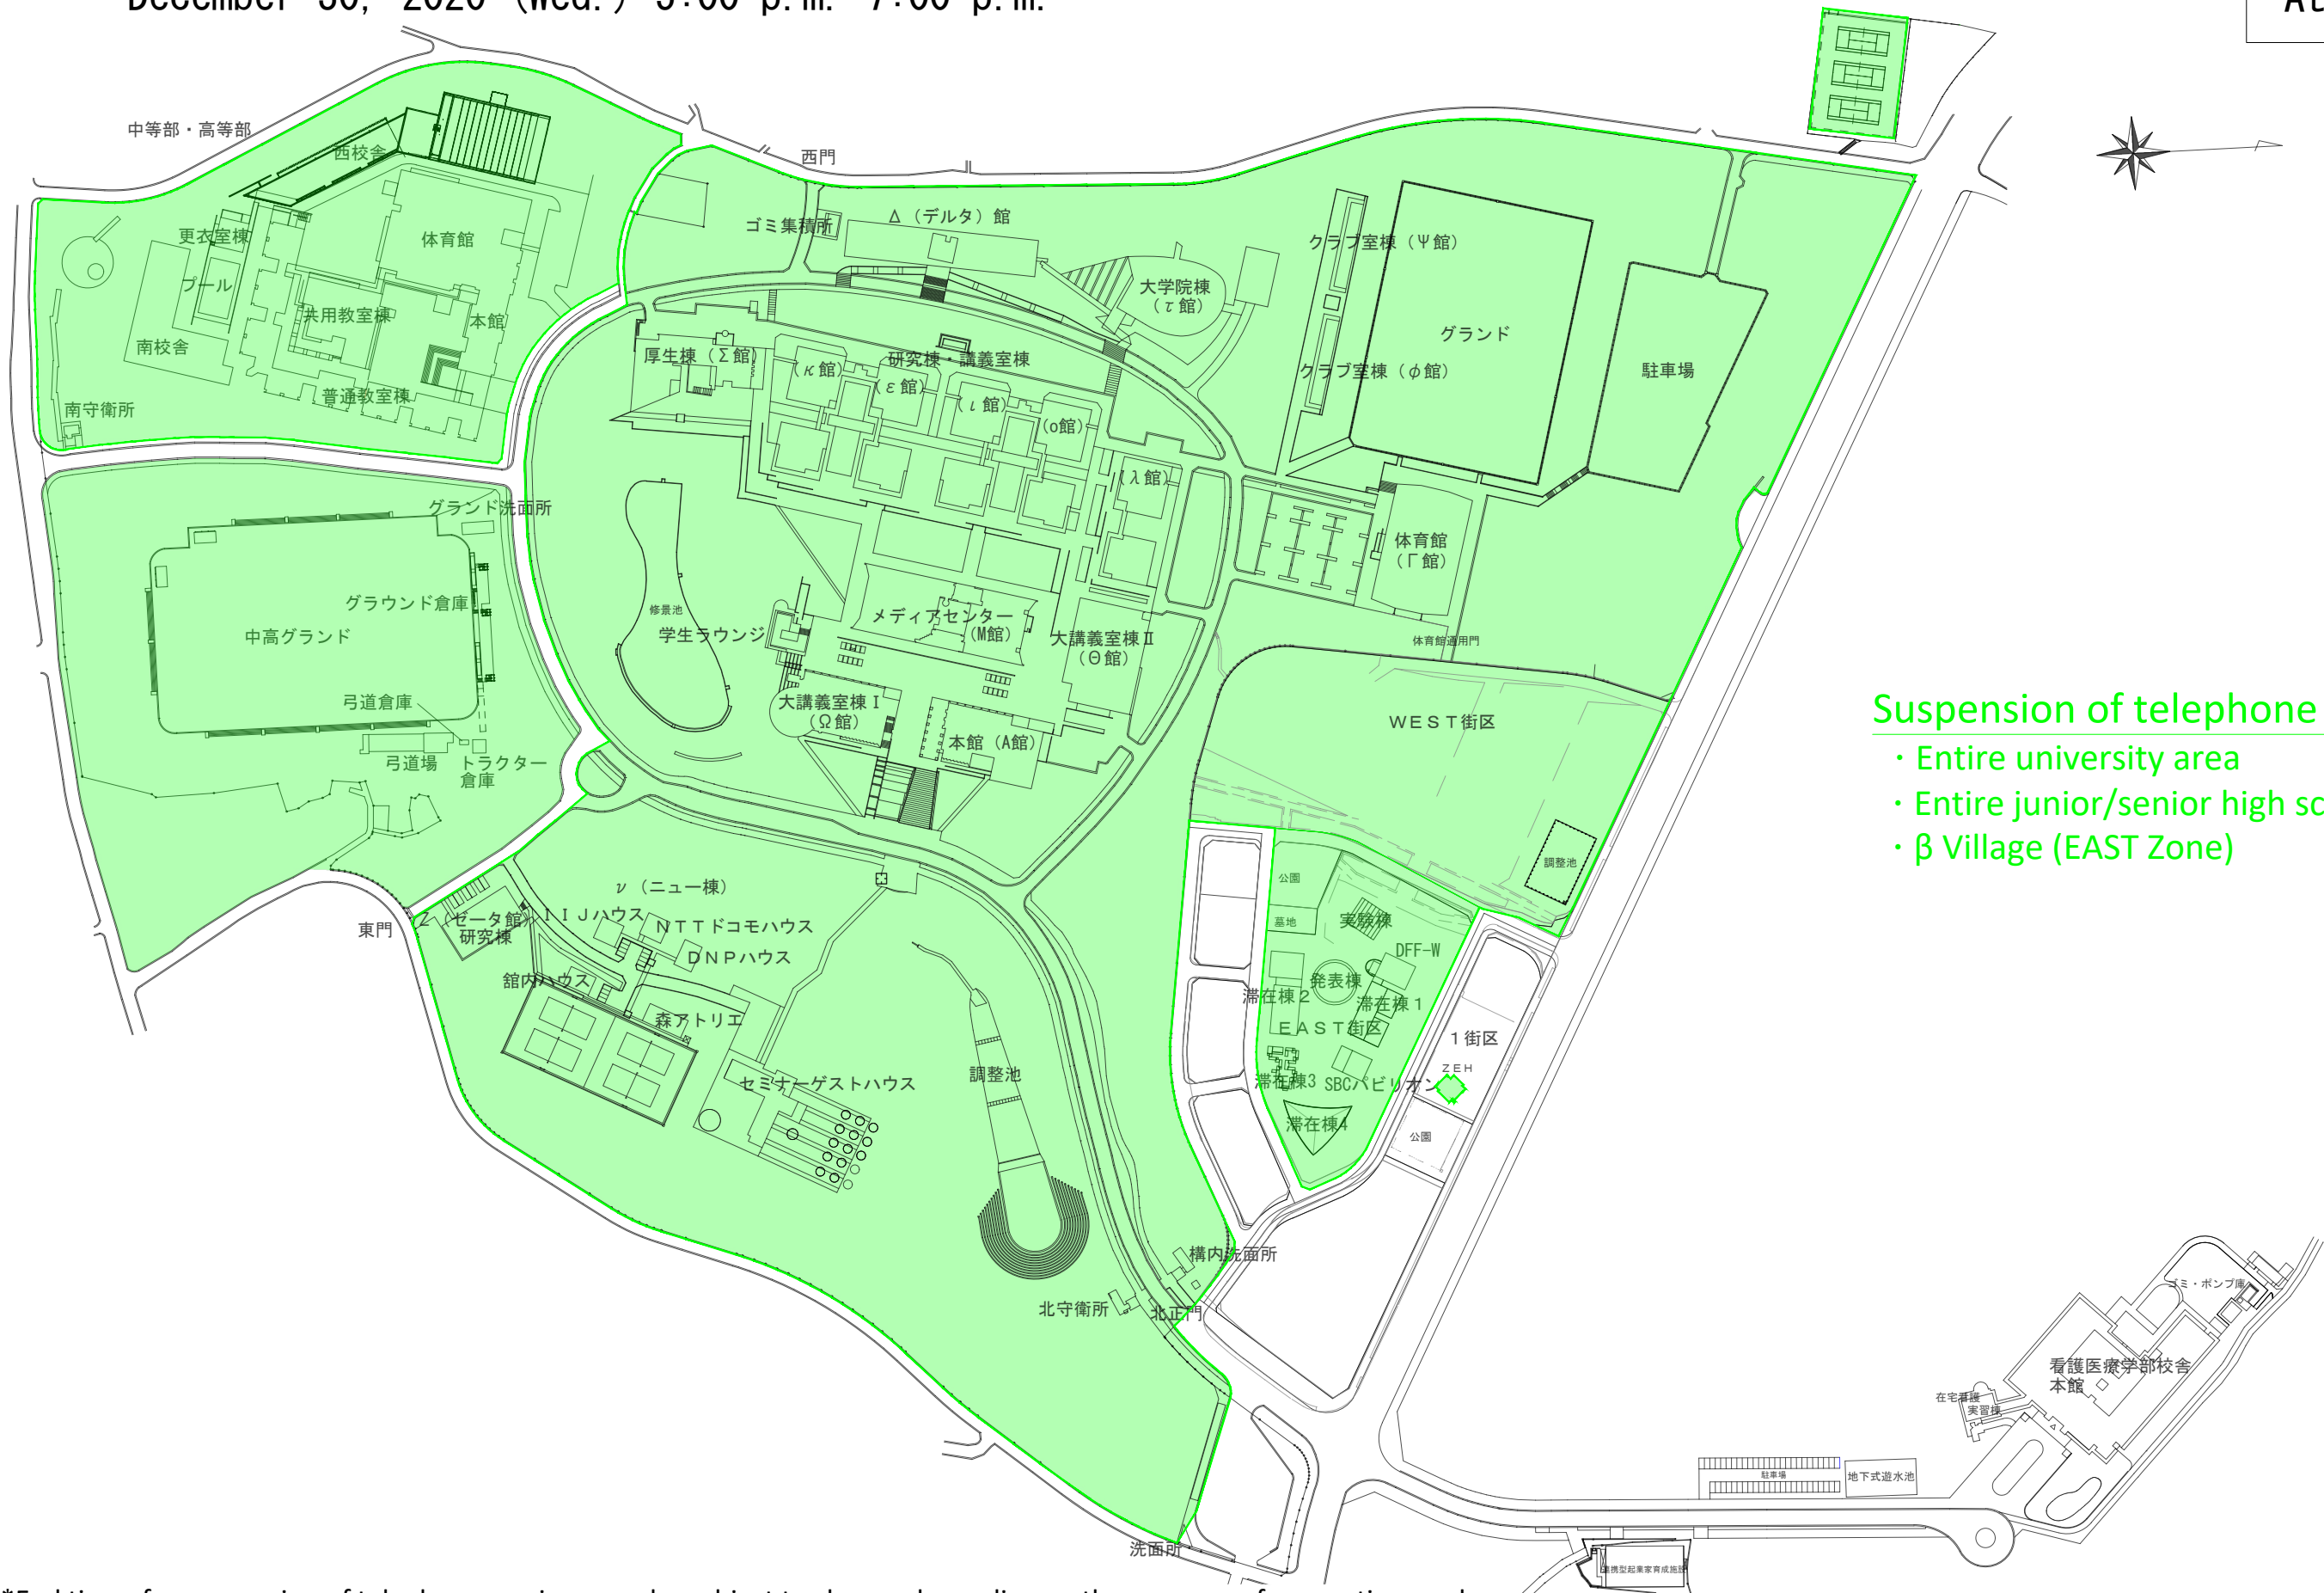 December 30, 2020 (Wed.) 5:00 p.m.-7:00 p.m.
中等部・高等部
西校舎
西門
ゴミ集積所
Δ（デルタ）館
更衣室棟
体育館
クラブ室棟（Ψ館）
プール
大学院棟
（τ館）
共用教室棟
本館
グランド
南校舎
厚生棟（Σ館）
研究棟・講義室棟
（κ館）
（ε館）
クラブ室棟（φ館）
駐車場
普通教室棟
（ι館）
南守衛所
（ο館）
（λ館）
グランド洗面所
体育館
（Γ館）
グラウンド倉庫
修景池
メディアセンター
（M館）
中高グランド
学生ラウンジ
大講義室棟Ⅱ
（Θ館）
体育館通用門
弓道倉庫
大講義室棟Ⅰ
（Ω館）
本館（A館）
WEST街区
Suspension of telephone
・Entire university area
・Entire junior/senior high
・β Village (EAST Zone)
弓道場
トラクター
倉庫
調整池
公園
ν（ニュー棟）
東門
Z（ゼータ館）
研究棟
IIJハウス
NTTドコモハウス
DNPハウス
墓地
実験棟
DFF-W
舘内ハウス
発表棟
滞在棟2
滞在棟1
森アトリエ
EAST街区
1街区
ZEH
セミナーゲストハウス
調整池
滞在棟3
SBCパビリオン
滞在棟4
公園
構内洗面所
北守衛所
北正門
ゴミ・ポンプ庫
看護医療学部校舎
本館
在宅看護
実習棟
駐車場
地下式遊水池
洗面所